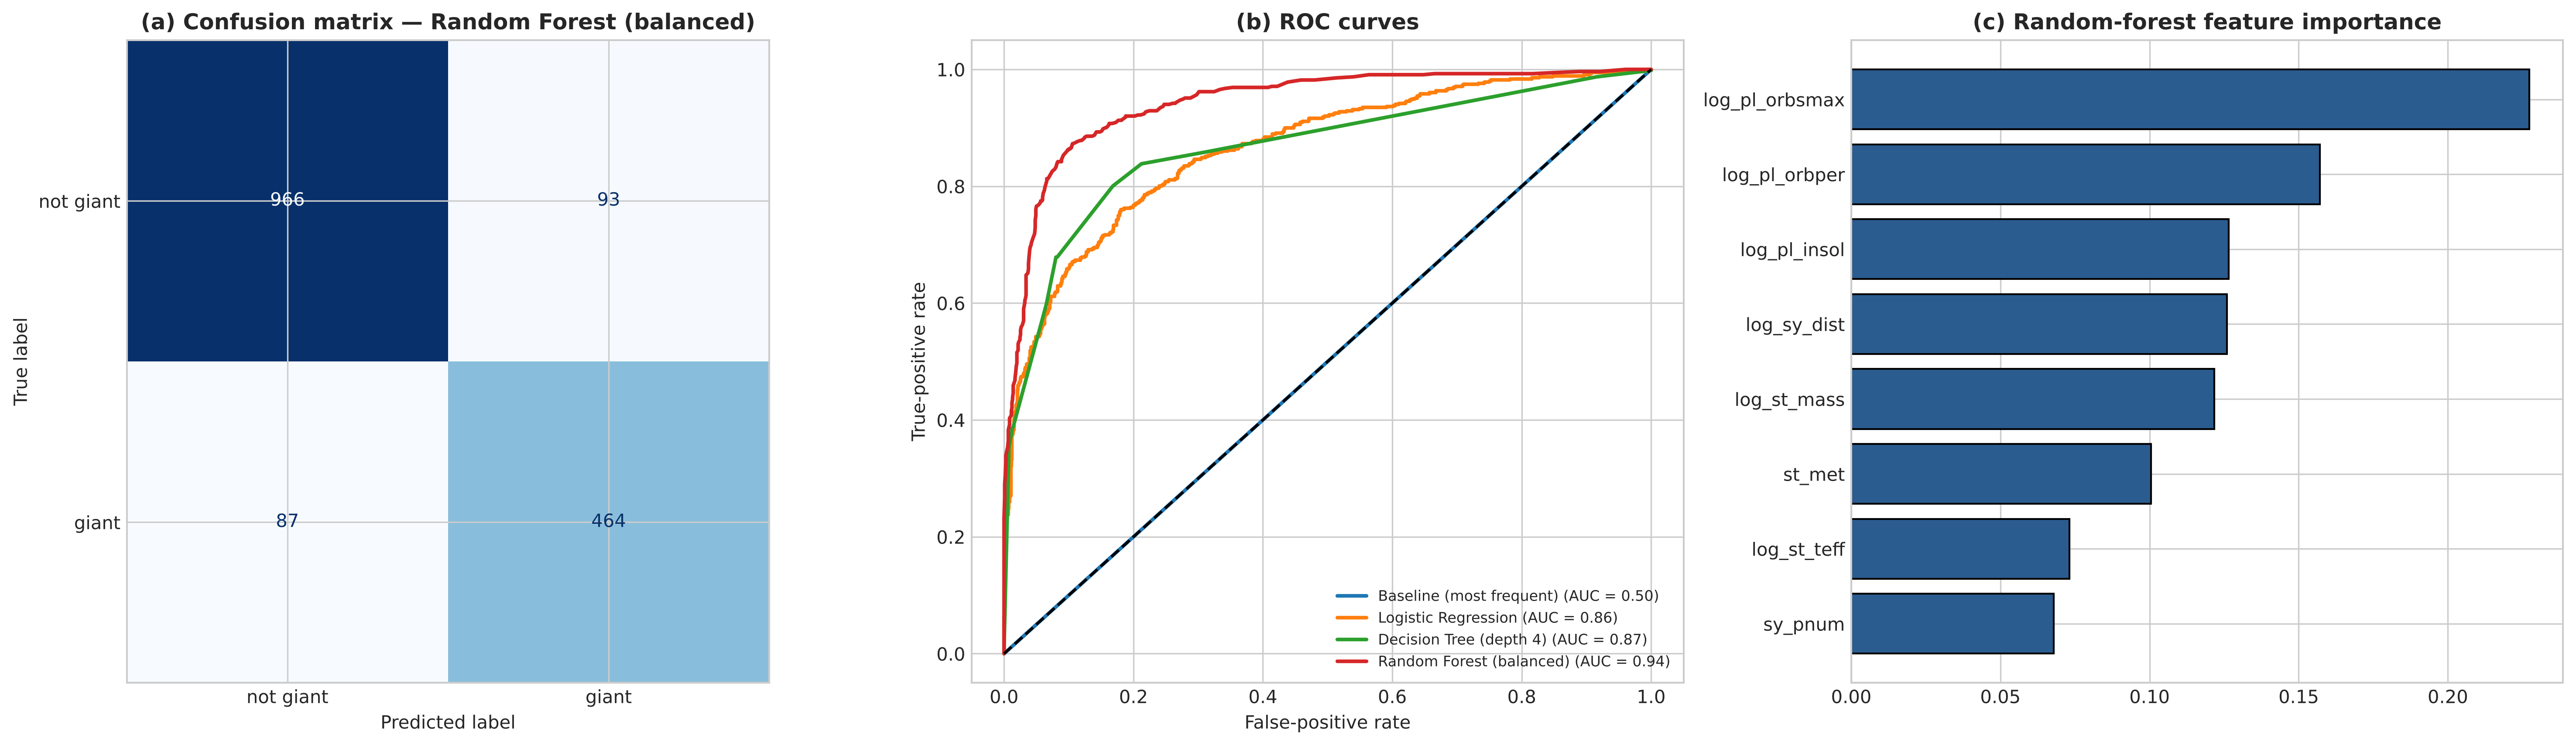 (a) Confusion matrix — Random Forest (balanced)
True label
not giant
giant
966
93
87
464
not giant
giant
Predicted label
(b) ROC curves
True-positive rate
1.0
0.8
0.6
0.4
0.2
0.0
Baseline (most frequent) (AUC = 0.50)
Logistic Regression (AUC = 0.86)
Decision Tree (depth 4) (AUC = 0.87)
Random Forest (balanced) (AUC = 0.94)
0.0
0.2
0.4
0.6
0.8
1.0
False-positive rate
(c) Random-forest feature importance
log_pl_orbsmax
log_pl_orbper
log_pl_insol
log_sy_dist
log_st_mass
st_met
log_st_teff
sy_pnum
0.00
0.05
0.10
0.15
0.20